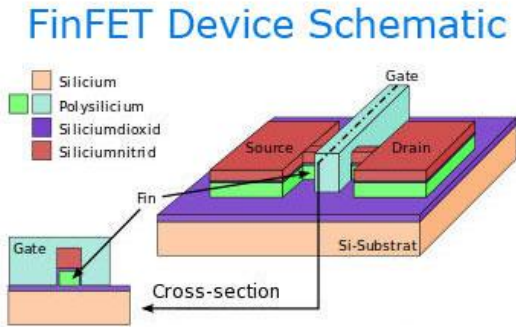 FinFET Device Schematic
Silicium
Polysilicium
Siliciumdioxid
Siliciumnitrid
Gate
Source
Drain
Fin
Si-Substrat
Gate
Cross-section